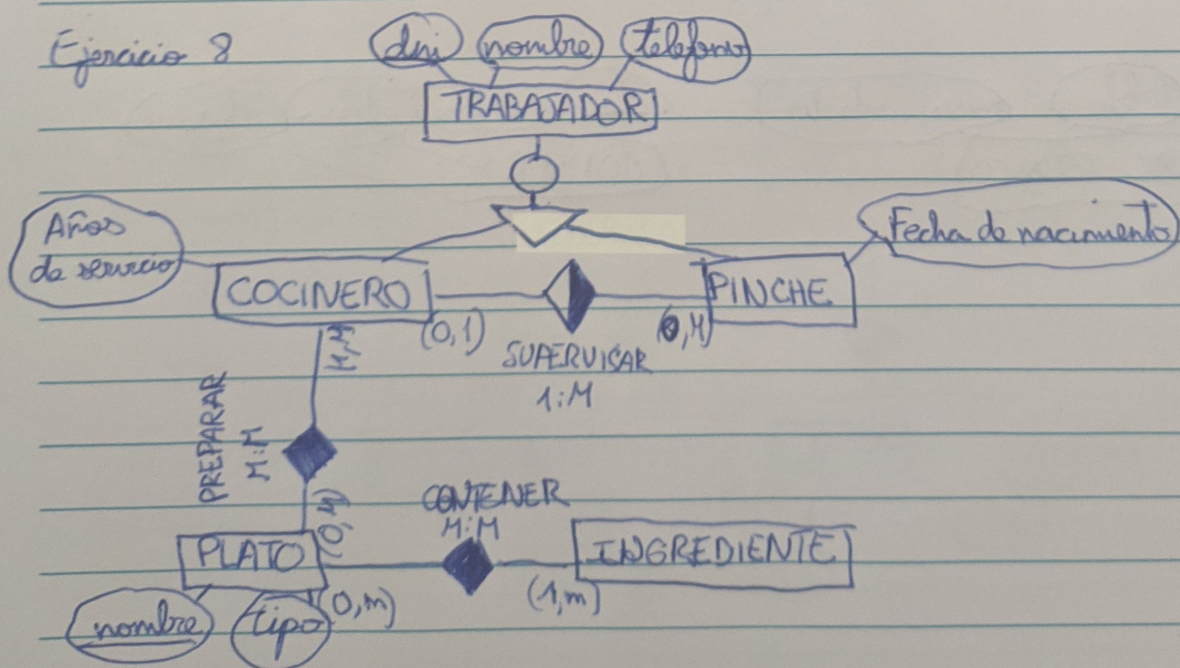 Ejercicio 8
dni nombre telefono
TRABAJADOR
Años
de servicio
Fecha de nacimiento
COCINERO
PINCHE
(0,1)
(0,M)
SUPERVISAR
1:M
M,M
PREPARAR
M:M
(0,M)
CONTENER
M:M
PLATO
INGREDIENTE
(0,m)
(1,m)
nombre
tipo